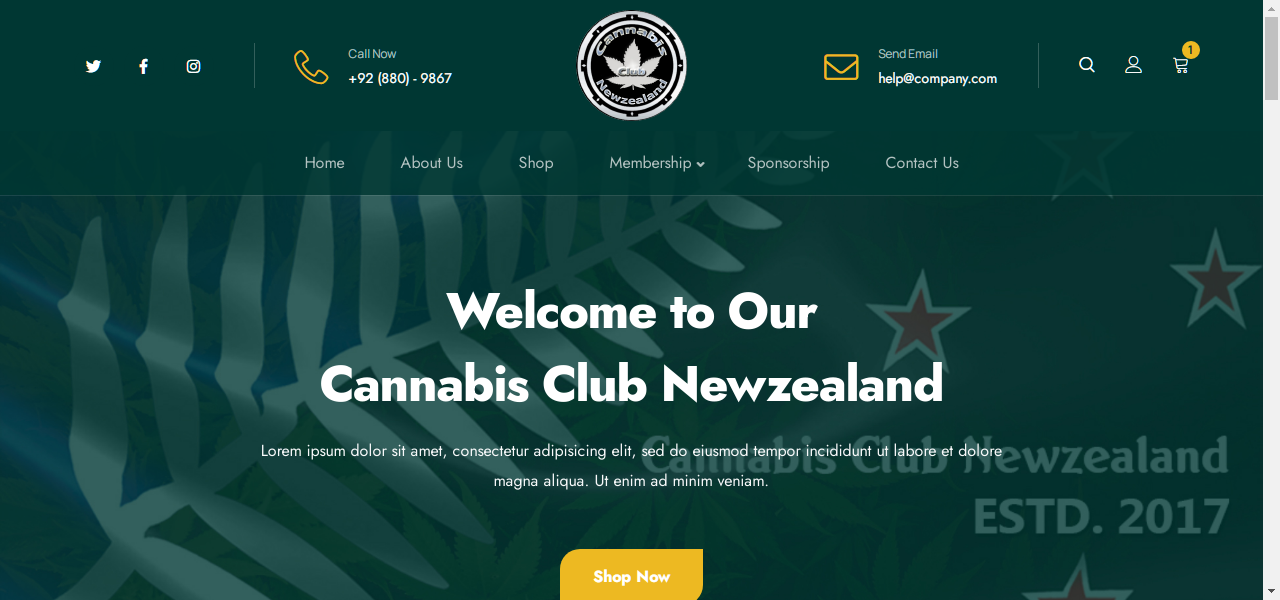 Call Now
+92 (880) - 9867
Cannabis
Club
Newzealand
Send Email
help@company.com
1
Home
About Us
Shop
Membership
Sponsorship
Contact Us
Welcome to Our
Cannabis Club Newzealand
Lorem ipsum dolor sit amet, consectetur adipisicing elit, sed do eiusmod tempor incididunt ut labore et dolore
magna aliqua. Ut enim ad minim veniam.
Cannabis Club Newzealand
ESTD. 2017
Shop Now